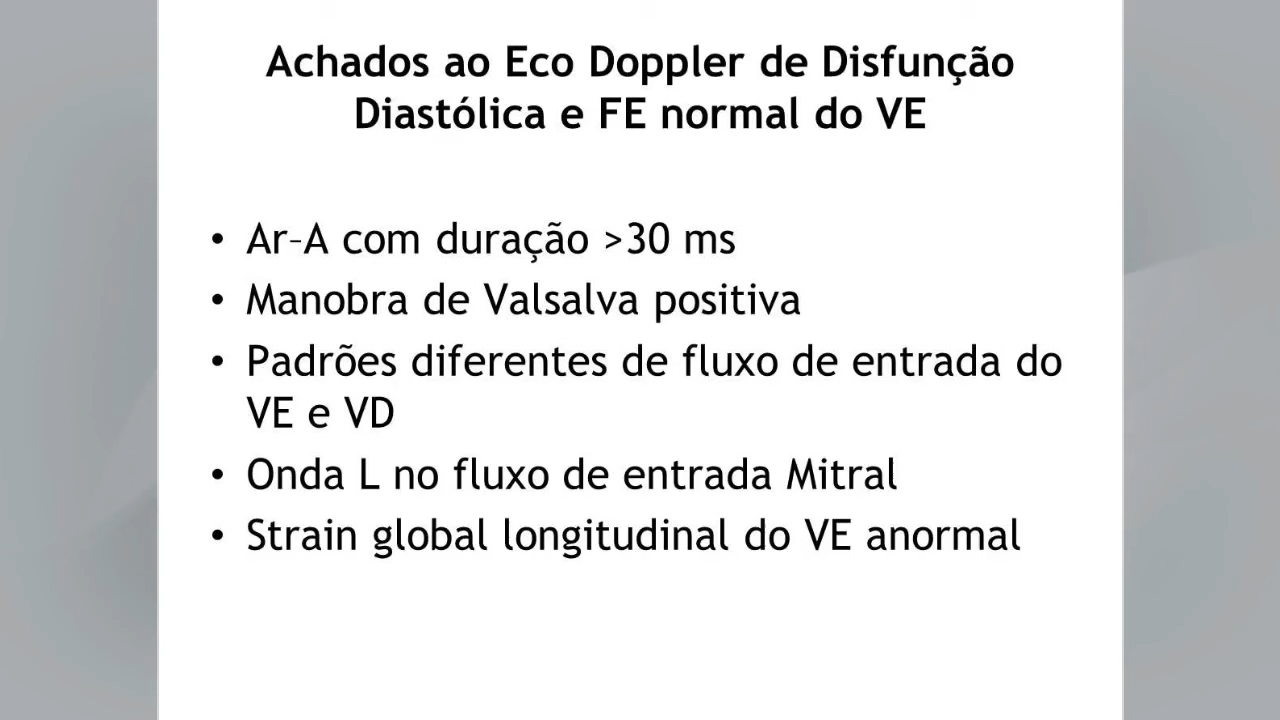 Achados ao Eco Doppler de Disfunção
Diastólica e FE normal do VE
• Ar–A com duração >30 ms
• Manobra de Valsalva positiva
• Padrões diferentes de fluxo de entrada do
VE e VD
• Onda L no fluxo de entrada Mitral
• Strain global longitudinal do VE anormal